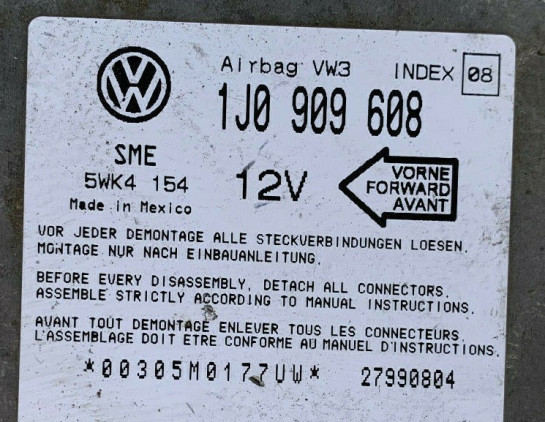 Airbag VW3 INDEX 08
1J0 909 608
SME
5WK4 154 12V
Made in Mexico
VORNE
FORWARD
AVANT
VOR JEDER DEMONTAGE ALLE STECKVERBINDUNGEN LOESEN.
MONTAGE NUR NACH EINBAUANLEITUNG.
BEFORE EVERY DISASSEMBLY, DETACH ALL CONNECTORS.
ASSEMBLE STRICTLY ACCORDING TO MANUAL INSTRUCTIONS.
AVANT TOUT DEMONTAGE ENLEVER TOUS LES CONNECTEURS.
L'ASSEMBLAGE DOIT ETRE CONFORME AU MANUEL D'INSTRUCTIONS.
*00305M0177UW* 27990804